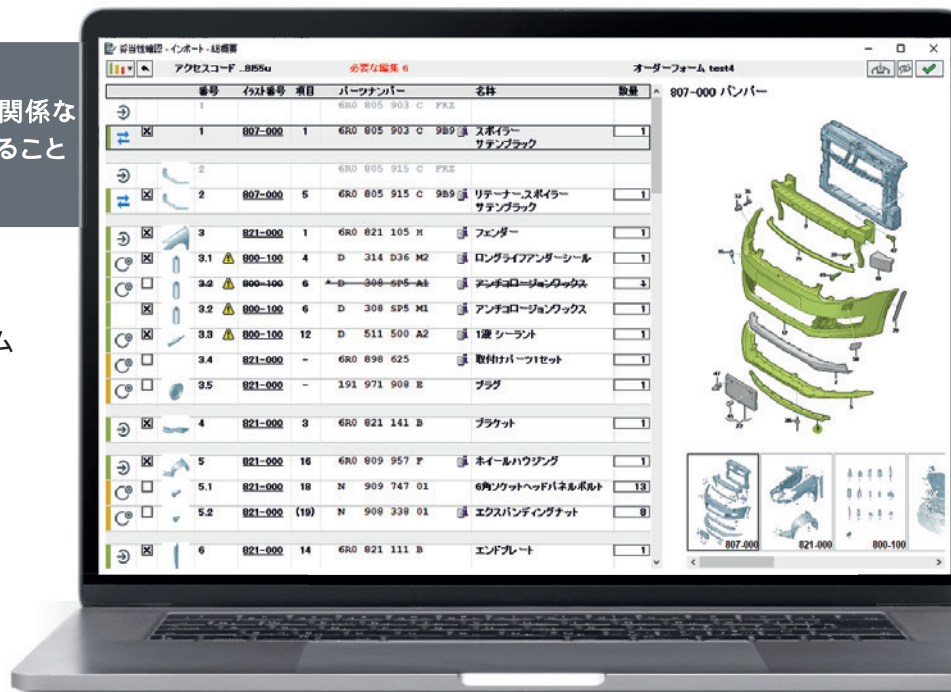 関係な
ること
ム
妥当性確認 - インポート - 総概要
アクセスコード ..8I55u 必要な編集 6 オーダーフォーム test4
番号 イラスト番号 項目 パーツナンバー 名称 数量
807-000 バンパー
1 6R0 805 903 C FKZ
1 807-000 1 6R0 805 903 C 9B9 スポイラー 1
サテンブラック
2 6R0 805 915 C FKZ
2 807-000 5 6R0 805 915 C 9B9 リテーナー,スポイラー 1
サテンブラック
3 821-000 1 6R0 821 105 H フェンダー 1
3.1 800-100 4 D 314 D36 M2 ロングライフアンダーシール 1
3.2 800-100 6 D 308 SP5 A1 アンチコロージョンワックス 1
3.2 800-100 6 D 308 SP5 M1 アンチコロージョンワックス 1
3.3 800-100 12 D 511 500 A2 1液 シーラント 1
3.4 821-000 - 6R0 898 625 取付けパーツ1セット 1
3.5 821-000 - 191 971 908 E プラグ 1
4 821-000 3 6R0 821 141 B ブラケット 1
5 821-000 16 6R0 809 957 F ホイールハウジング 1
5.1 821-000 18 N 909 747 01 6角ソケットヘッドパネルボルト 13
5.2 821-000 (19) N 908 338 01 エクスパンディングナット 8
6 821-000 14 6R0 821 111 B エンドプレート 1
807-000 821-000 800-100